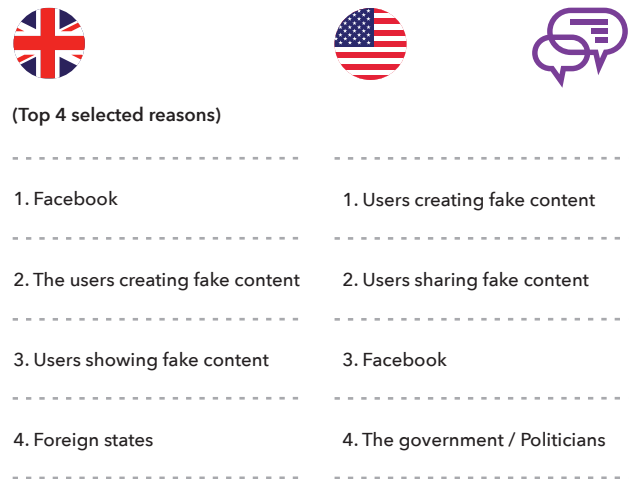 (Top 4 selected reasons)
1. Facebook
2. The users creating fake content
3. Users showing fake content
4. Foreign states
1. Users creating fake content
2. Users sharing fake content
3. Facebook
4. The government / Politicians